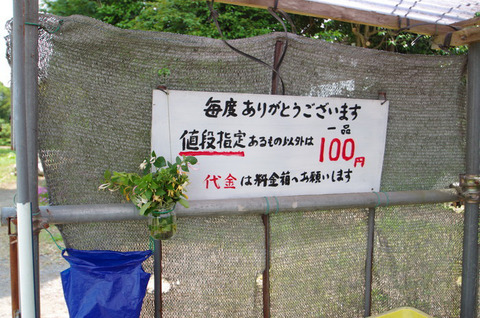 毎度ありがとうございます
値段指定あるもの以外は一品100円
代金は料金箱へお願いします